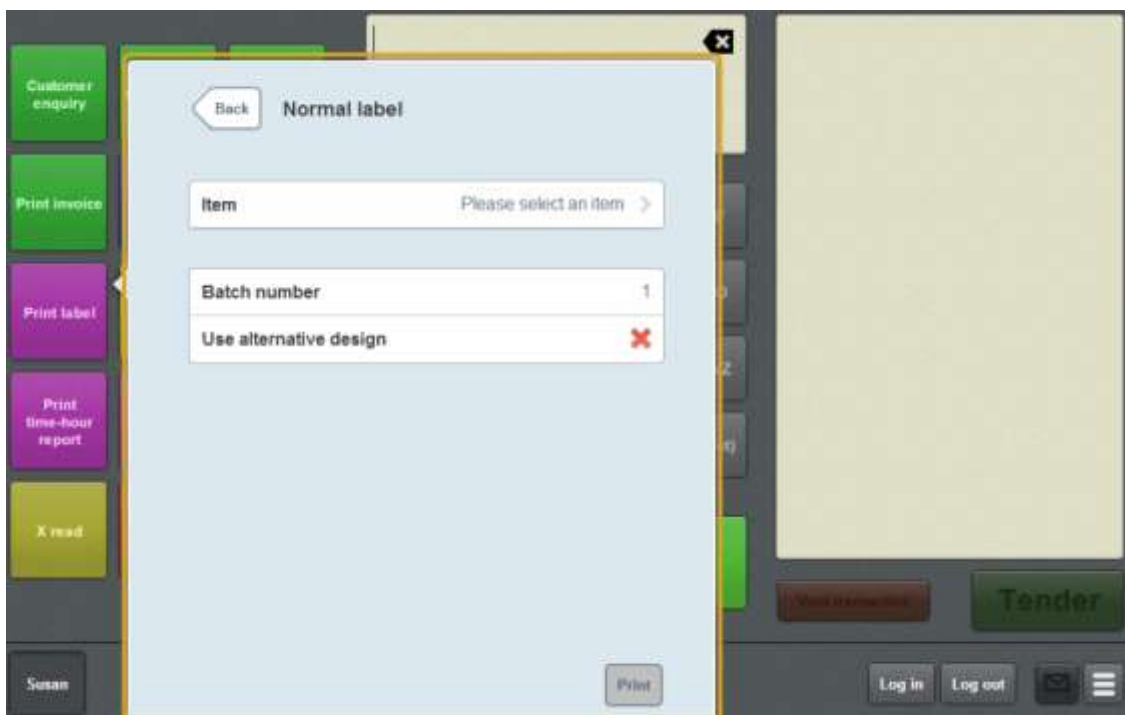 Customer
enquiry
Print invoice
Print label
Print
time-hour
report
X read
Back
Normal label
Item
Please select an item
Batch number
1
Use alternative design
Print
Tender
Susan
Log in
Log out